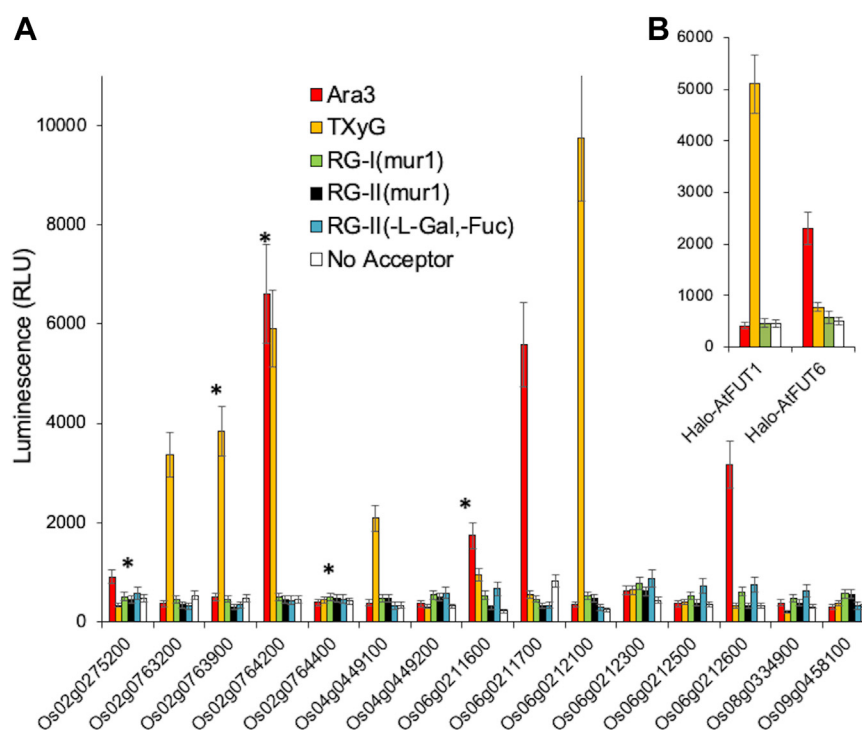 A
Luminescence (RLU)
10000
8000
6000
4000
2000
0
Ara3
TXyG
RG-I(mur1)
RG-II(mur1)
RG-II(-L-Gal,-Fuc)
No Acceptor
*
*
*
*
*
Os02g0275200
Os02g0763200
Os02g0763900
Os02g0764200
Os02g0764400
Os04g0449100
Os04g0449200
Os06g0211600
Os06g0211700
Os06g0212100
Os06g0212300
Os06g0212500
Os06g0212600
Os08g0334900
Os09g0458100
B
6000
5000
4000
3000
2000
1000
0
Halo-AtFUT1
Halo-AtFUT6